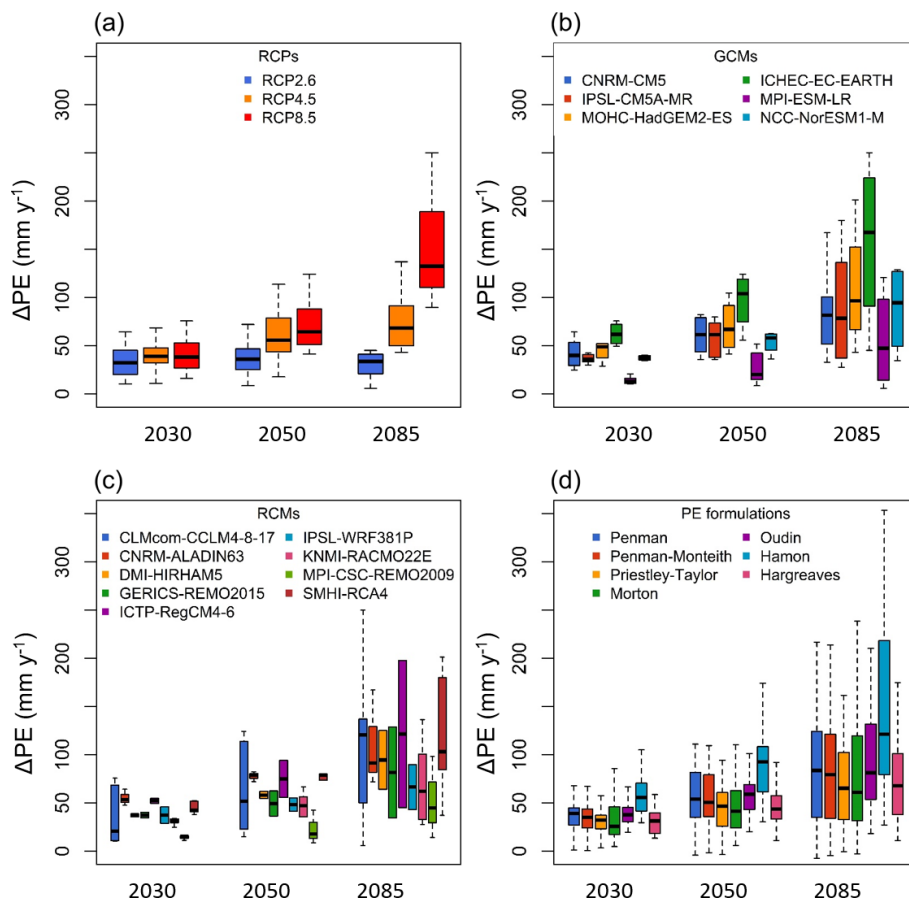 (a)
RCPs
RCP2.6
RCP4.5
RCP8.5
ΔPE (mm y⁻¹)
0
50
100
200
300
2030
2050
2085
(b)
GCMs
CNRM-CM5
IPSL-CM5A-MR
MOHC-HadGEM2-ES
ICHEC-EC-EARTH
MPI-ESM-LR
NCC-NorESM1-M
ΔPE (mm y⁻¹)
0
50
100
200
300
2030
2050
2085
(c)
RCMs
CLMcom-CCLM4-8-17
CNRM-ALADIN63
DMI-HIRHAM5
GERICS-REMO2015
ICTP-RegCM4-6
IPSL-WRF381P
KNMI-RACMO22E
MPI-CSC-REMO2009
SMHI-RCA4
ΔPE (mm y⁻¹)
0
50
100
200
300
2030
2050
2085
(d)
PE formulations
Penman
Penman-Monteith
Priestley-Taylor
Morton
Oudin
Hamon
Hargreaves
ΔPE (mm y⁻¹)
0
50
100
200
300
2030
2050
2085